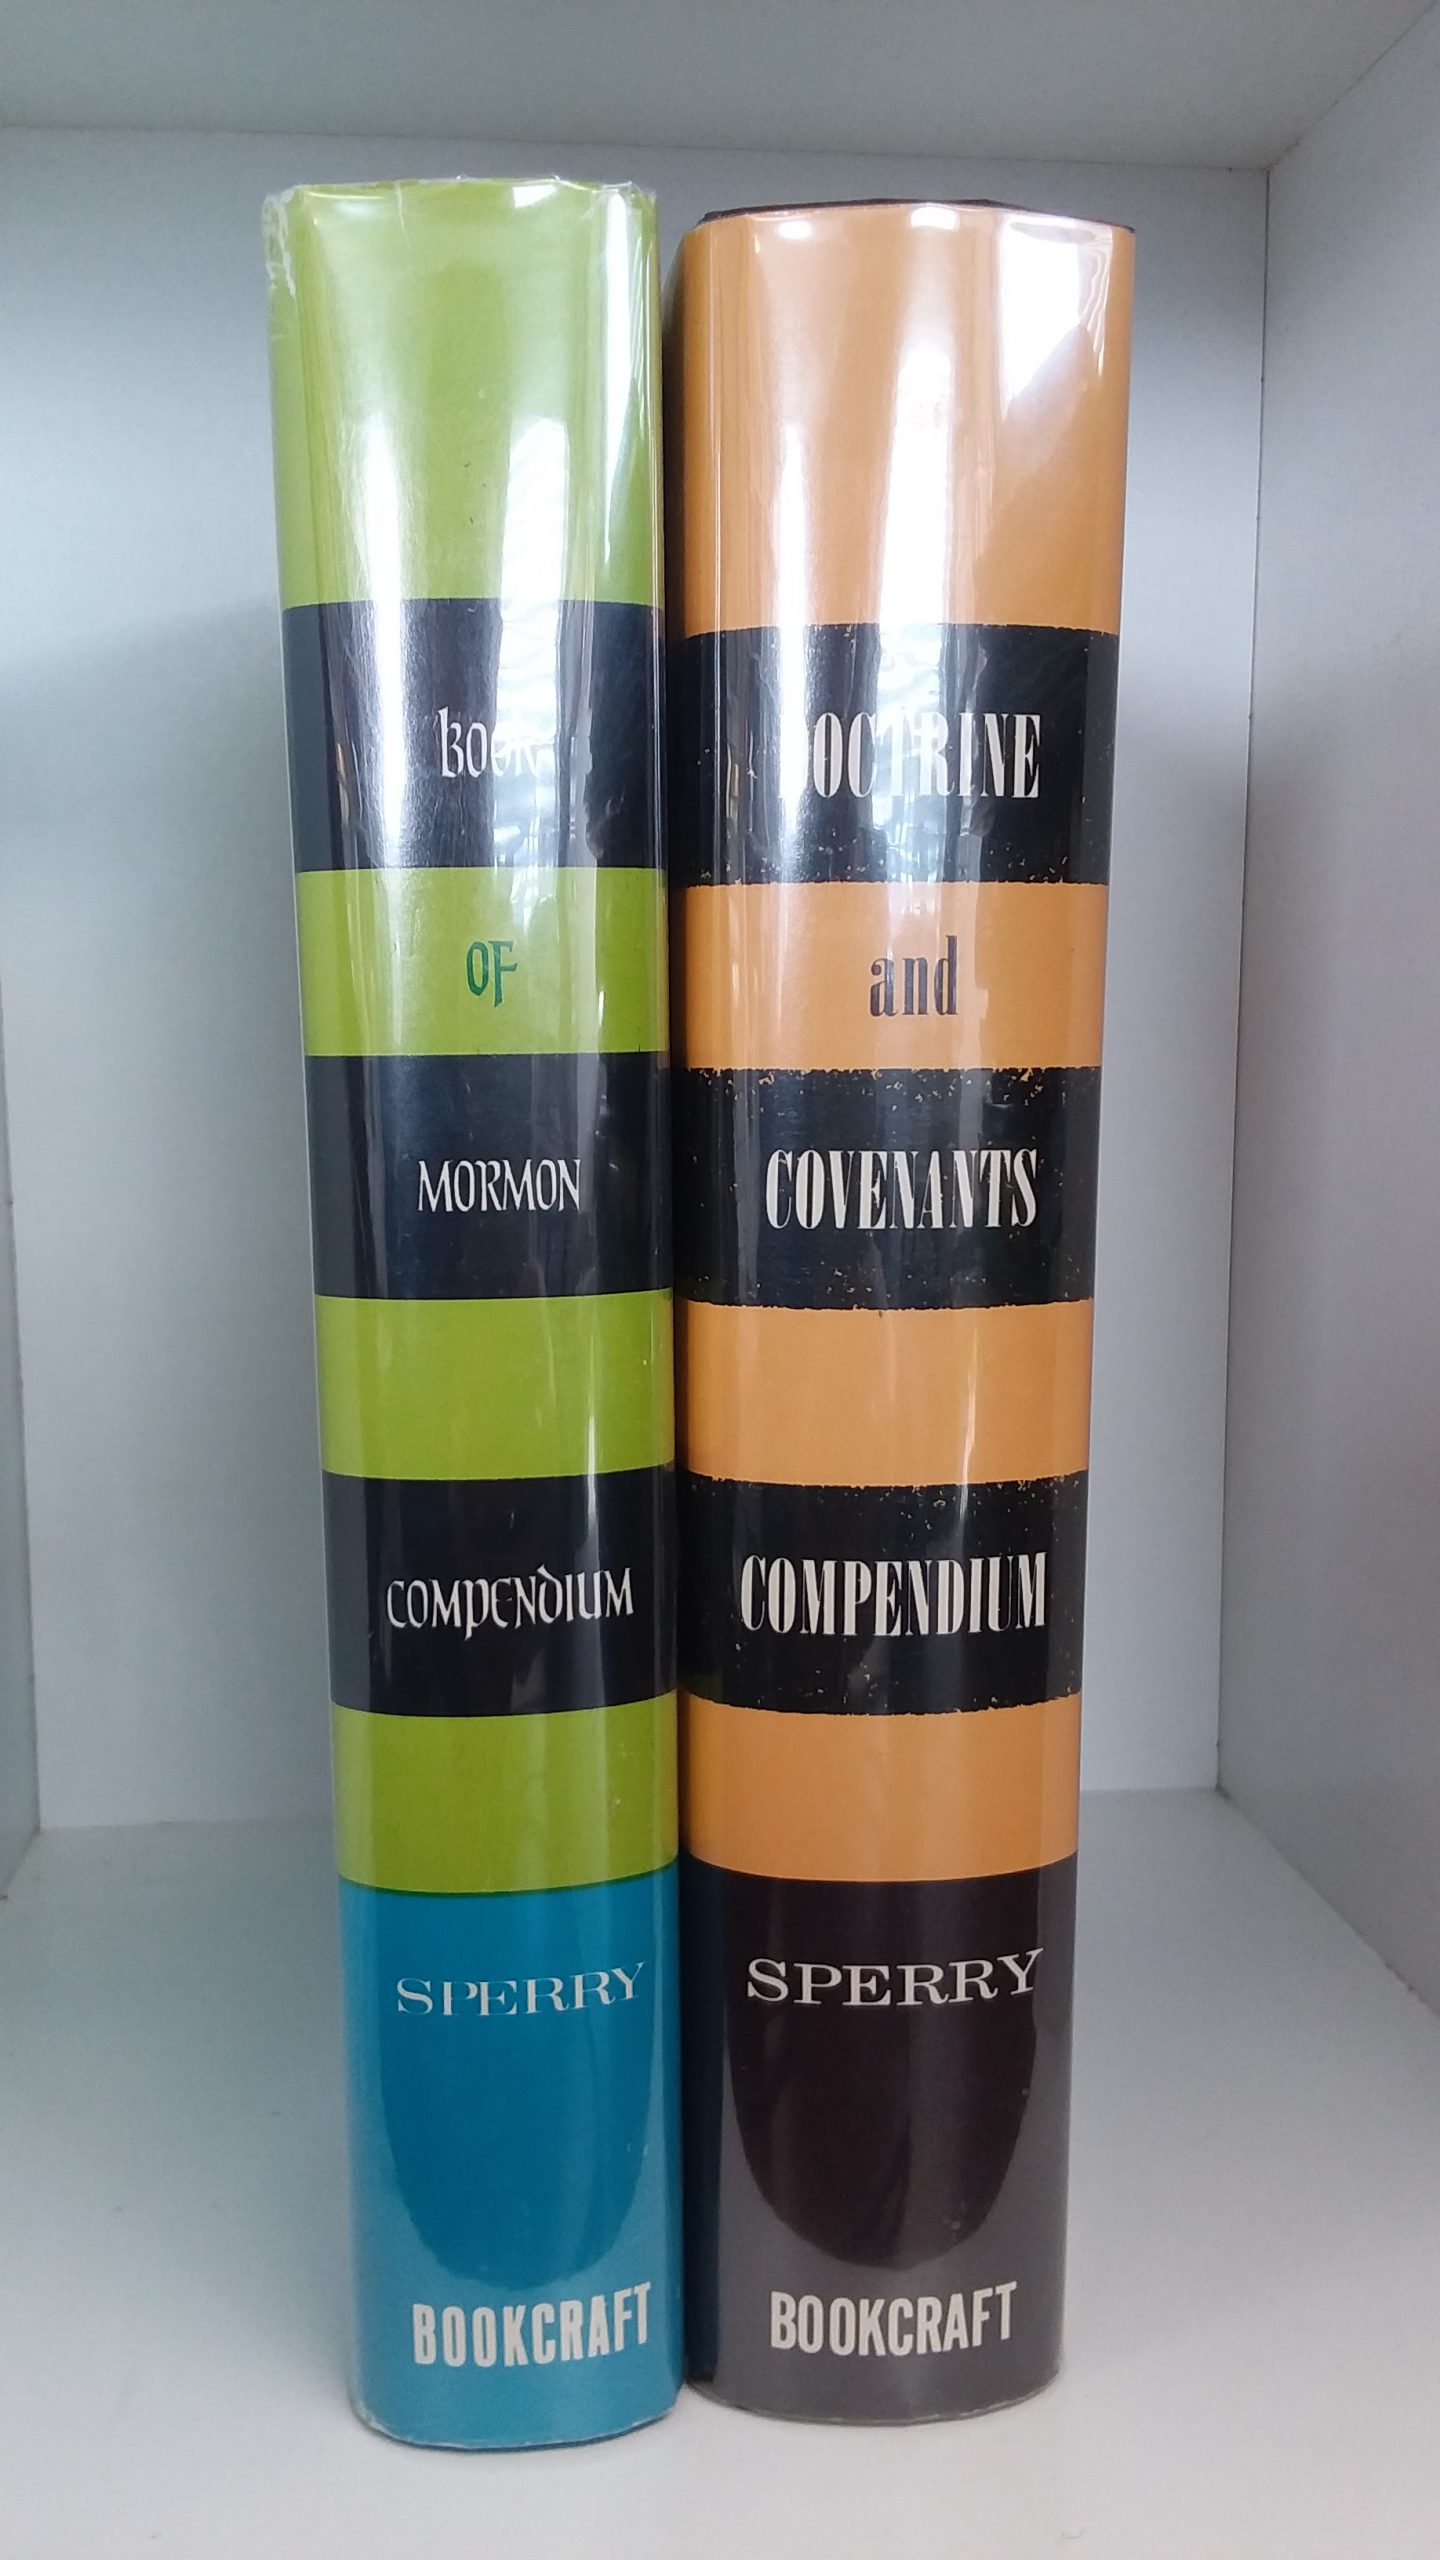 BOOK
OF
MORMON
COMPENDIUM
SPERRY
BOOKCRAFT
DOCTRINE
and
COVENANTS
COMPENDIUM
SPERRY
BOOKCRAFT